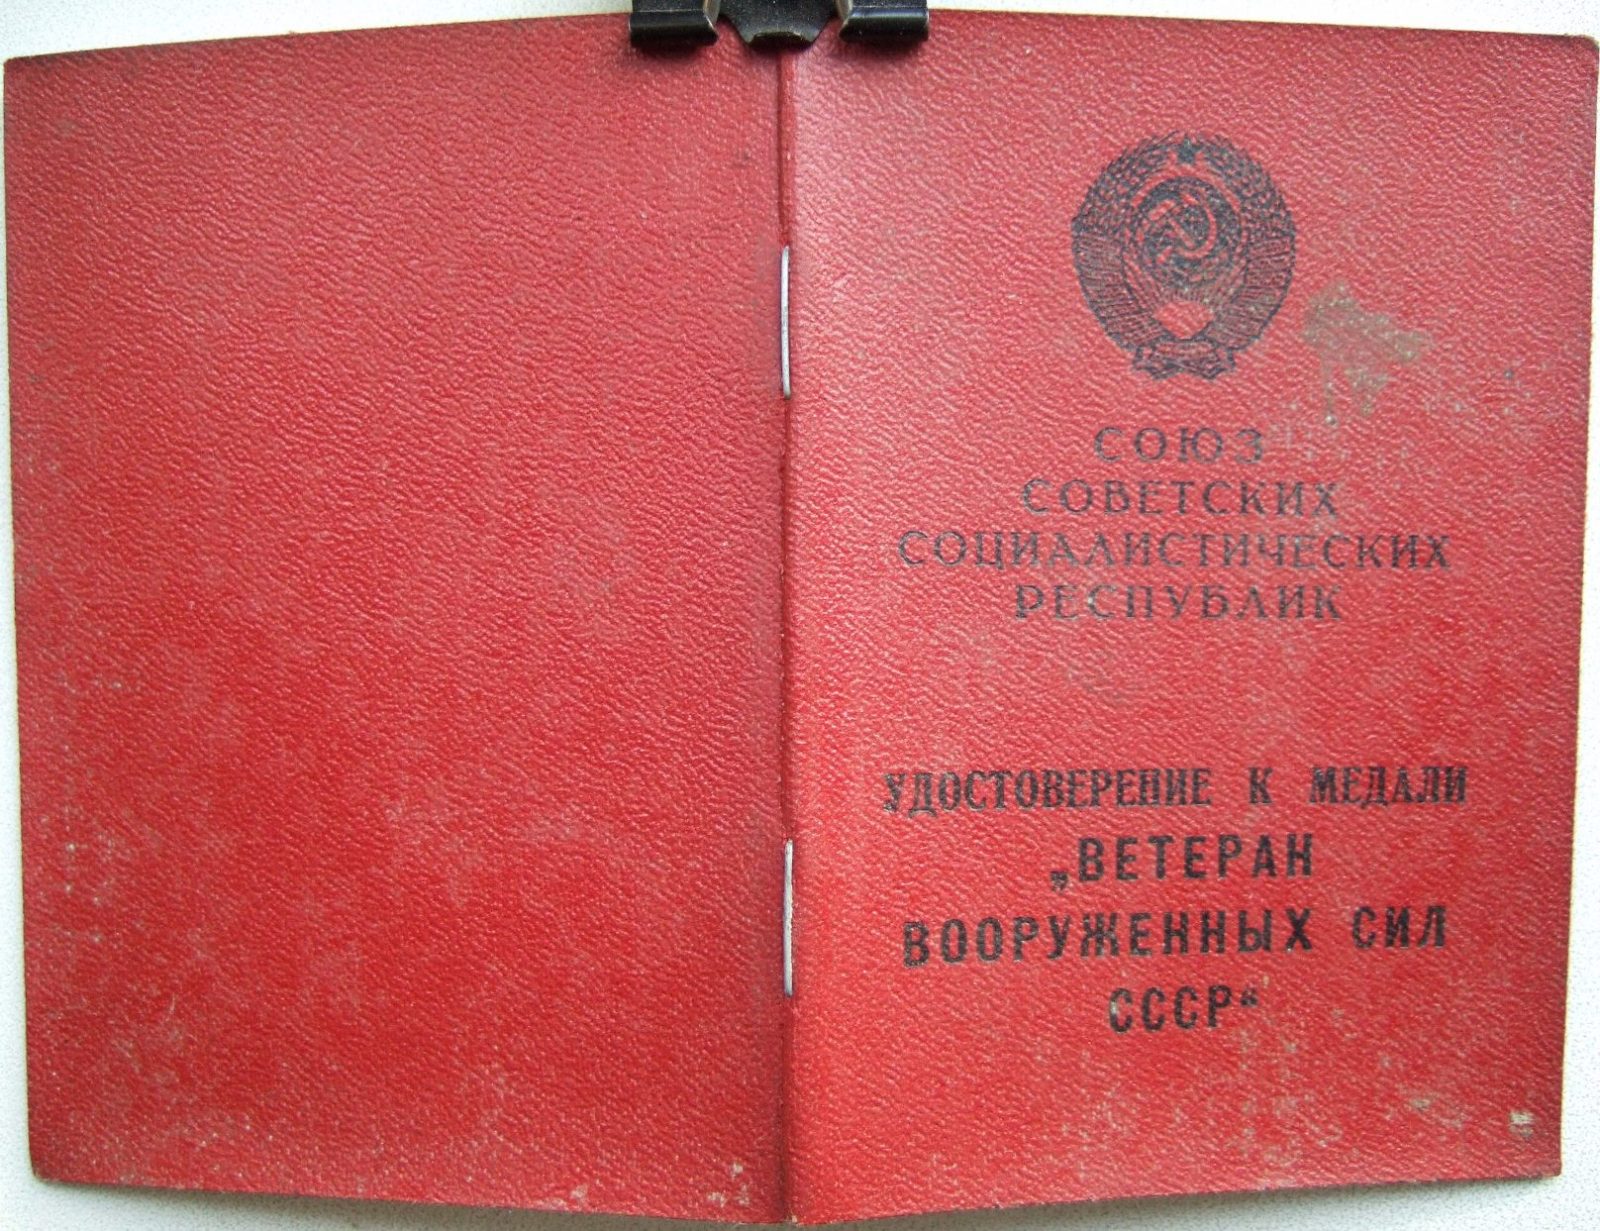 СОЮЗ
СОВЕТСКИХ
СОЦИАЛИСТИЧЕСКИХ
РЕСПУБЛИК
УДОСТОВЕРЕНИЕ К МЕДАЛИ
„ВЕТЕРАН
ВООРУЖЕННЫХ СИЛ
СССР“